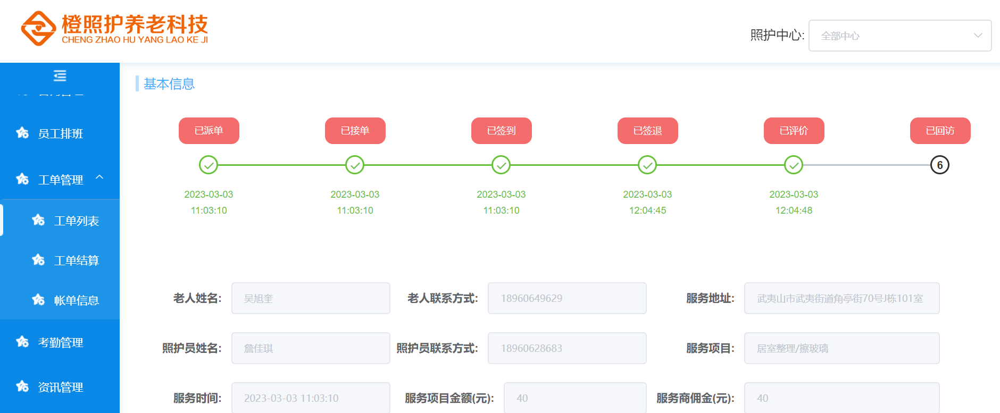 橙照护养老科技
CHENG ZHAO HU YANG LAO KE JI
照护中心: 全部中心
基本信息
员工排班
工单管理
工单列表
工单结算
帐单信息
考勤管理
资讯管理
已派单 已接单 已签到 已签退 已评价 已回访
6
2023-03-03 2023-03-03 2023-03-03 2023-03-03 2023-03-03
11:03:10 11:03:10 11:03:10 12:04:45 12:04:48
老人姓名: 吴旭奎 老人联系方式: 18960649629 服务地址: 武夷山市武夷街道角亭街70号J栋101室
照护员姓名: 詹佳琪 照护员联系方式: 18960628683 服务项目: 居室整理/擦玻璃
服务时间: 2023-03-03 11:03:10 服务项目金额(元): 40 服务商佣金(元): 40